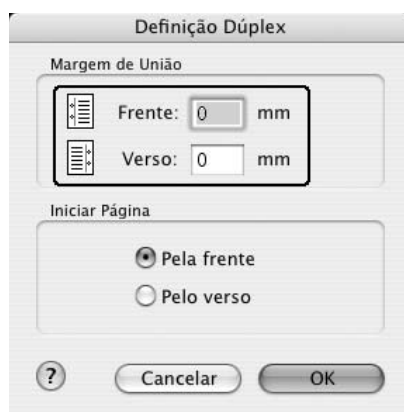 Definição Dúplex
Margem de União
Frente: 0 mm
Verso: 0 mm
Iniciar Página
Pela frente
Pelo verso
? Cancelar OK